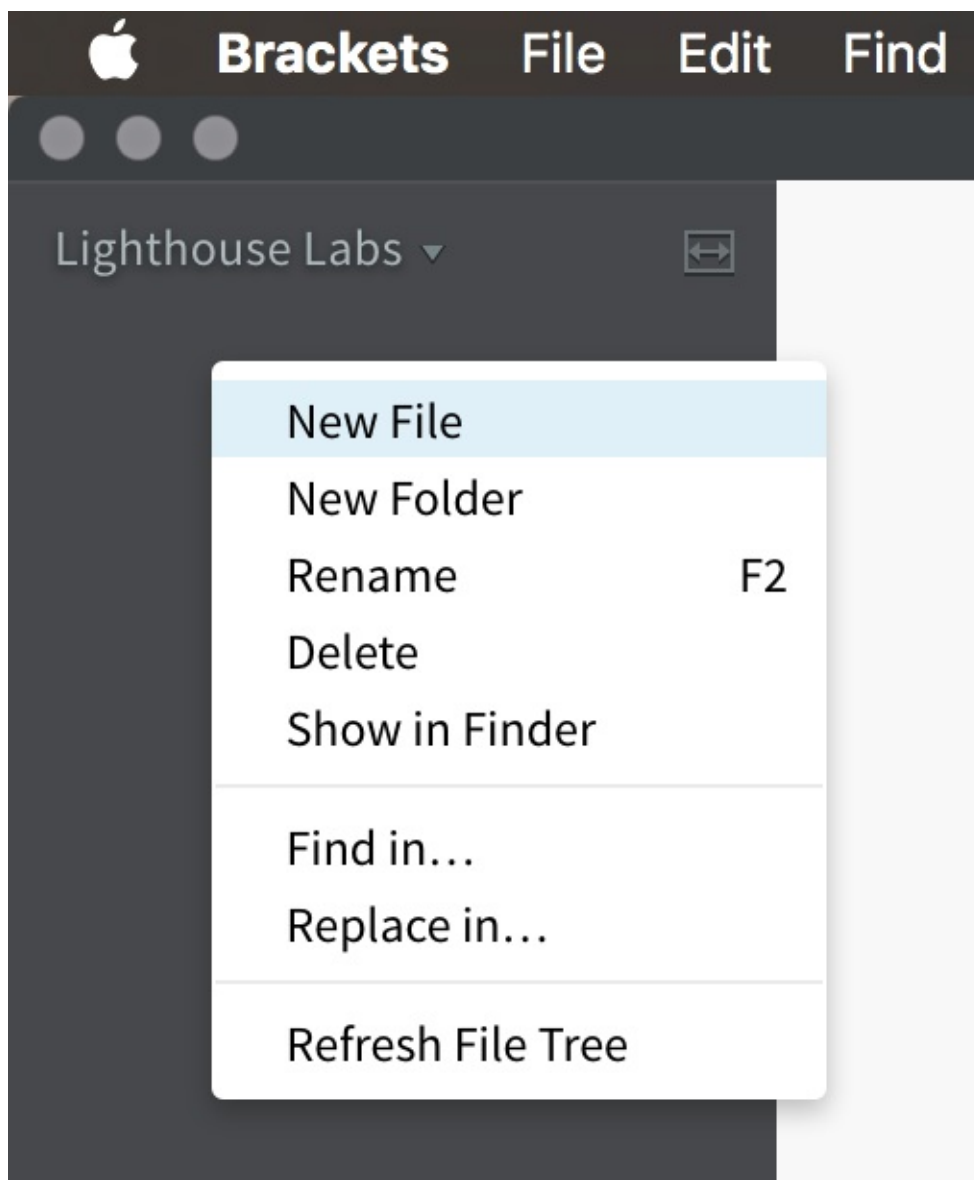 Brackets File Edit Find
Lighthouse Labs
New File
New Folder
Rename F2
Delete
Show in Finder
Find in…
Replace in…
Refresh File Tree